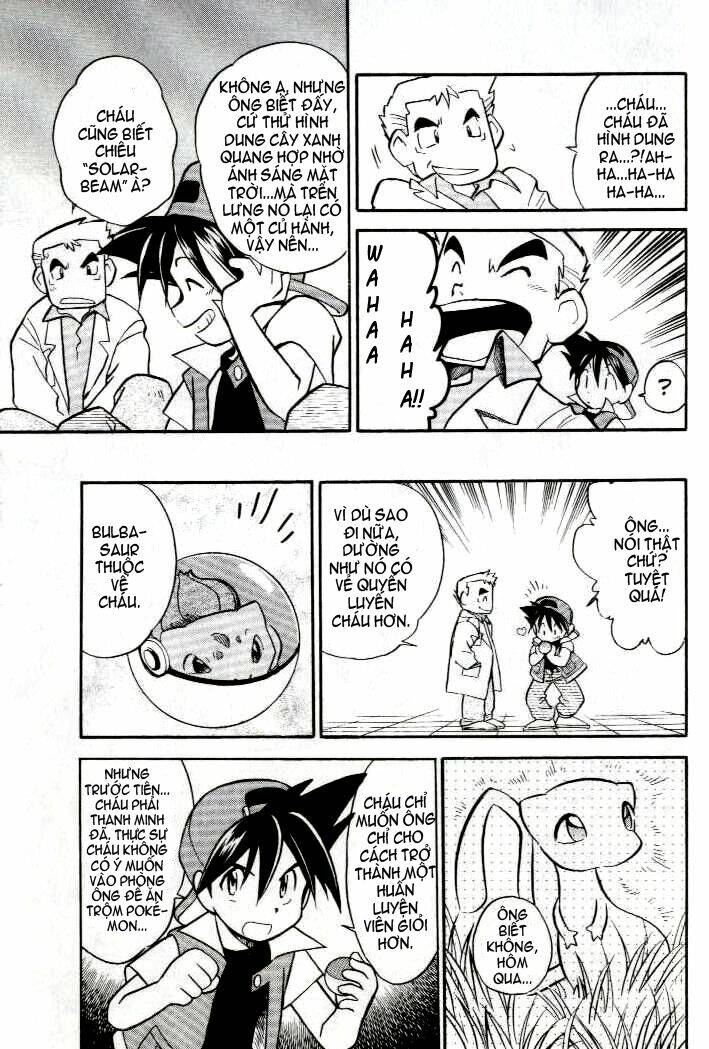 CHÁU
CŨNG BIẾT
CHIÊU
"SOLAR-
BEAM" À?
KHÔNG Ạ, NHƯNG
ÔNG BIẾT ĐẤY,
CỨ THỬ HÌNH
DUNG CÂY XANH
QUANG HỢP NHỜ
ÁNH SÁNG MẶT
TRỜI...MÀ TRÊN
LƯNG NÓ LẠI CÓ
MỘT CỦ HÀNH,
VẬY NÊN...
...CHÁU...
CHÁU ĐÃ
HÌNH DUNG
RA...?!AH-
HA...HA-HA
HA-HA...
WAHAA
HAHA!!
?
BULBA-
SAUR
THUỘC
VỀ
CHÁU.
VÌ DÙ SAO
ĐI NỮA,
DƯỜNG
NHƯ NÓ CÓ
VẺ QUYẾN
LUYẾN
CHÁU HƠN.
ÔNG...
NÓI THẬT
CHỨ?
TUYỆT
QUÁ!
NHƯNG
TRƯỚC
TIÊN...
CHÁU PHẢI
THANH MINH
ĐÃ, THỰC SỰ
CHÁU KHÔNG
CÓ Ý MUỐN
VÀO PHÒNG
ÔNG ĐỂ ĂN
TRỘM POKÉ-
MON...
CHÁU CHỈ
MUỐN ÔNG
CHỈ CHO
CÁCH TRỞ
THÀNH MỘT
HUẤN
LUYỆN
VIÊN GIỎI
HƠN.
ÔNG
BIẾT
KHÔNG,
HÔM
QUA...